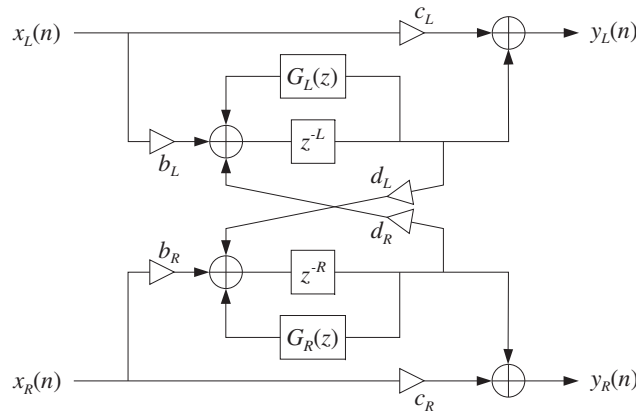 x_L(n)
c_L
y_L(n)
G_L(z)
z^{-L}
b_L
d_L
d_R
b_R
z^{-R}
G_R(z)
x_R(n)
c_R
y_R(n)